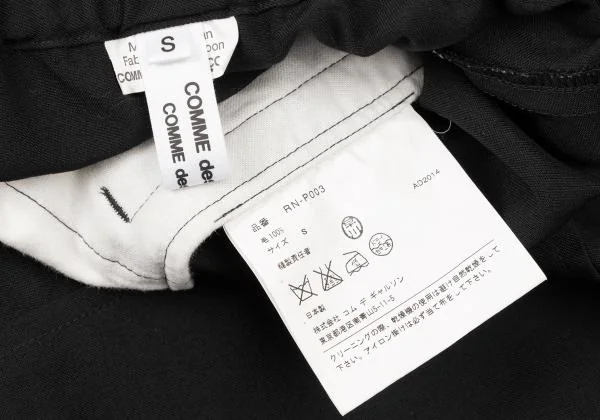 S
COMME des
COMME des
品番 RN-P003
AD2014
毛 100%
サイズ S
縫製責任者
日本製
株式会社 コム デ ギャルソン
東京都港区南青山5-11-5
クリーニングの際、乾燥機の使用は避け自然乾燥をして
下さい。アイロン掛けは必ず当て布をして下さい。